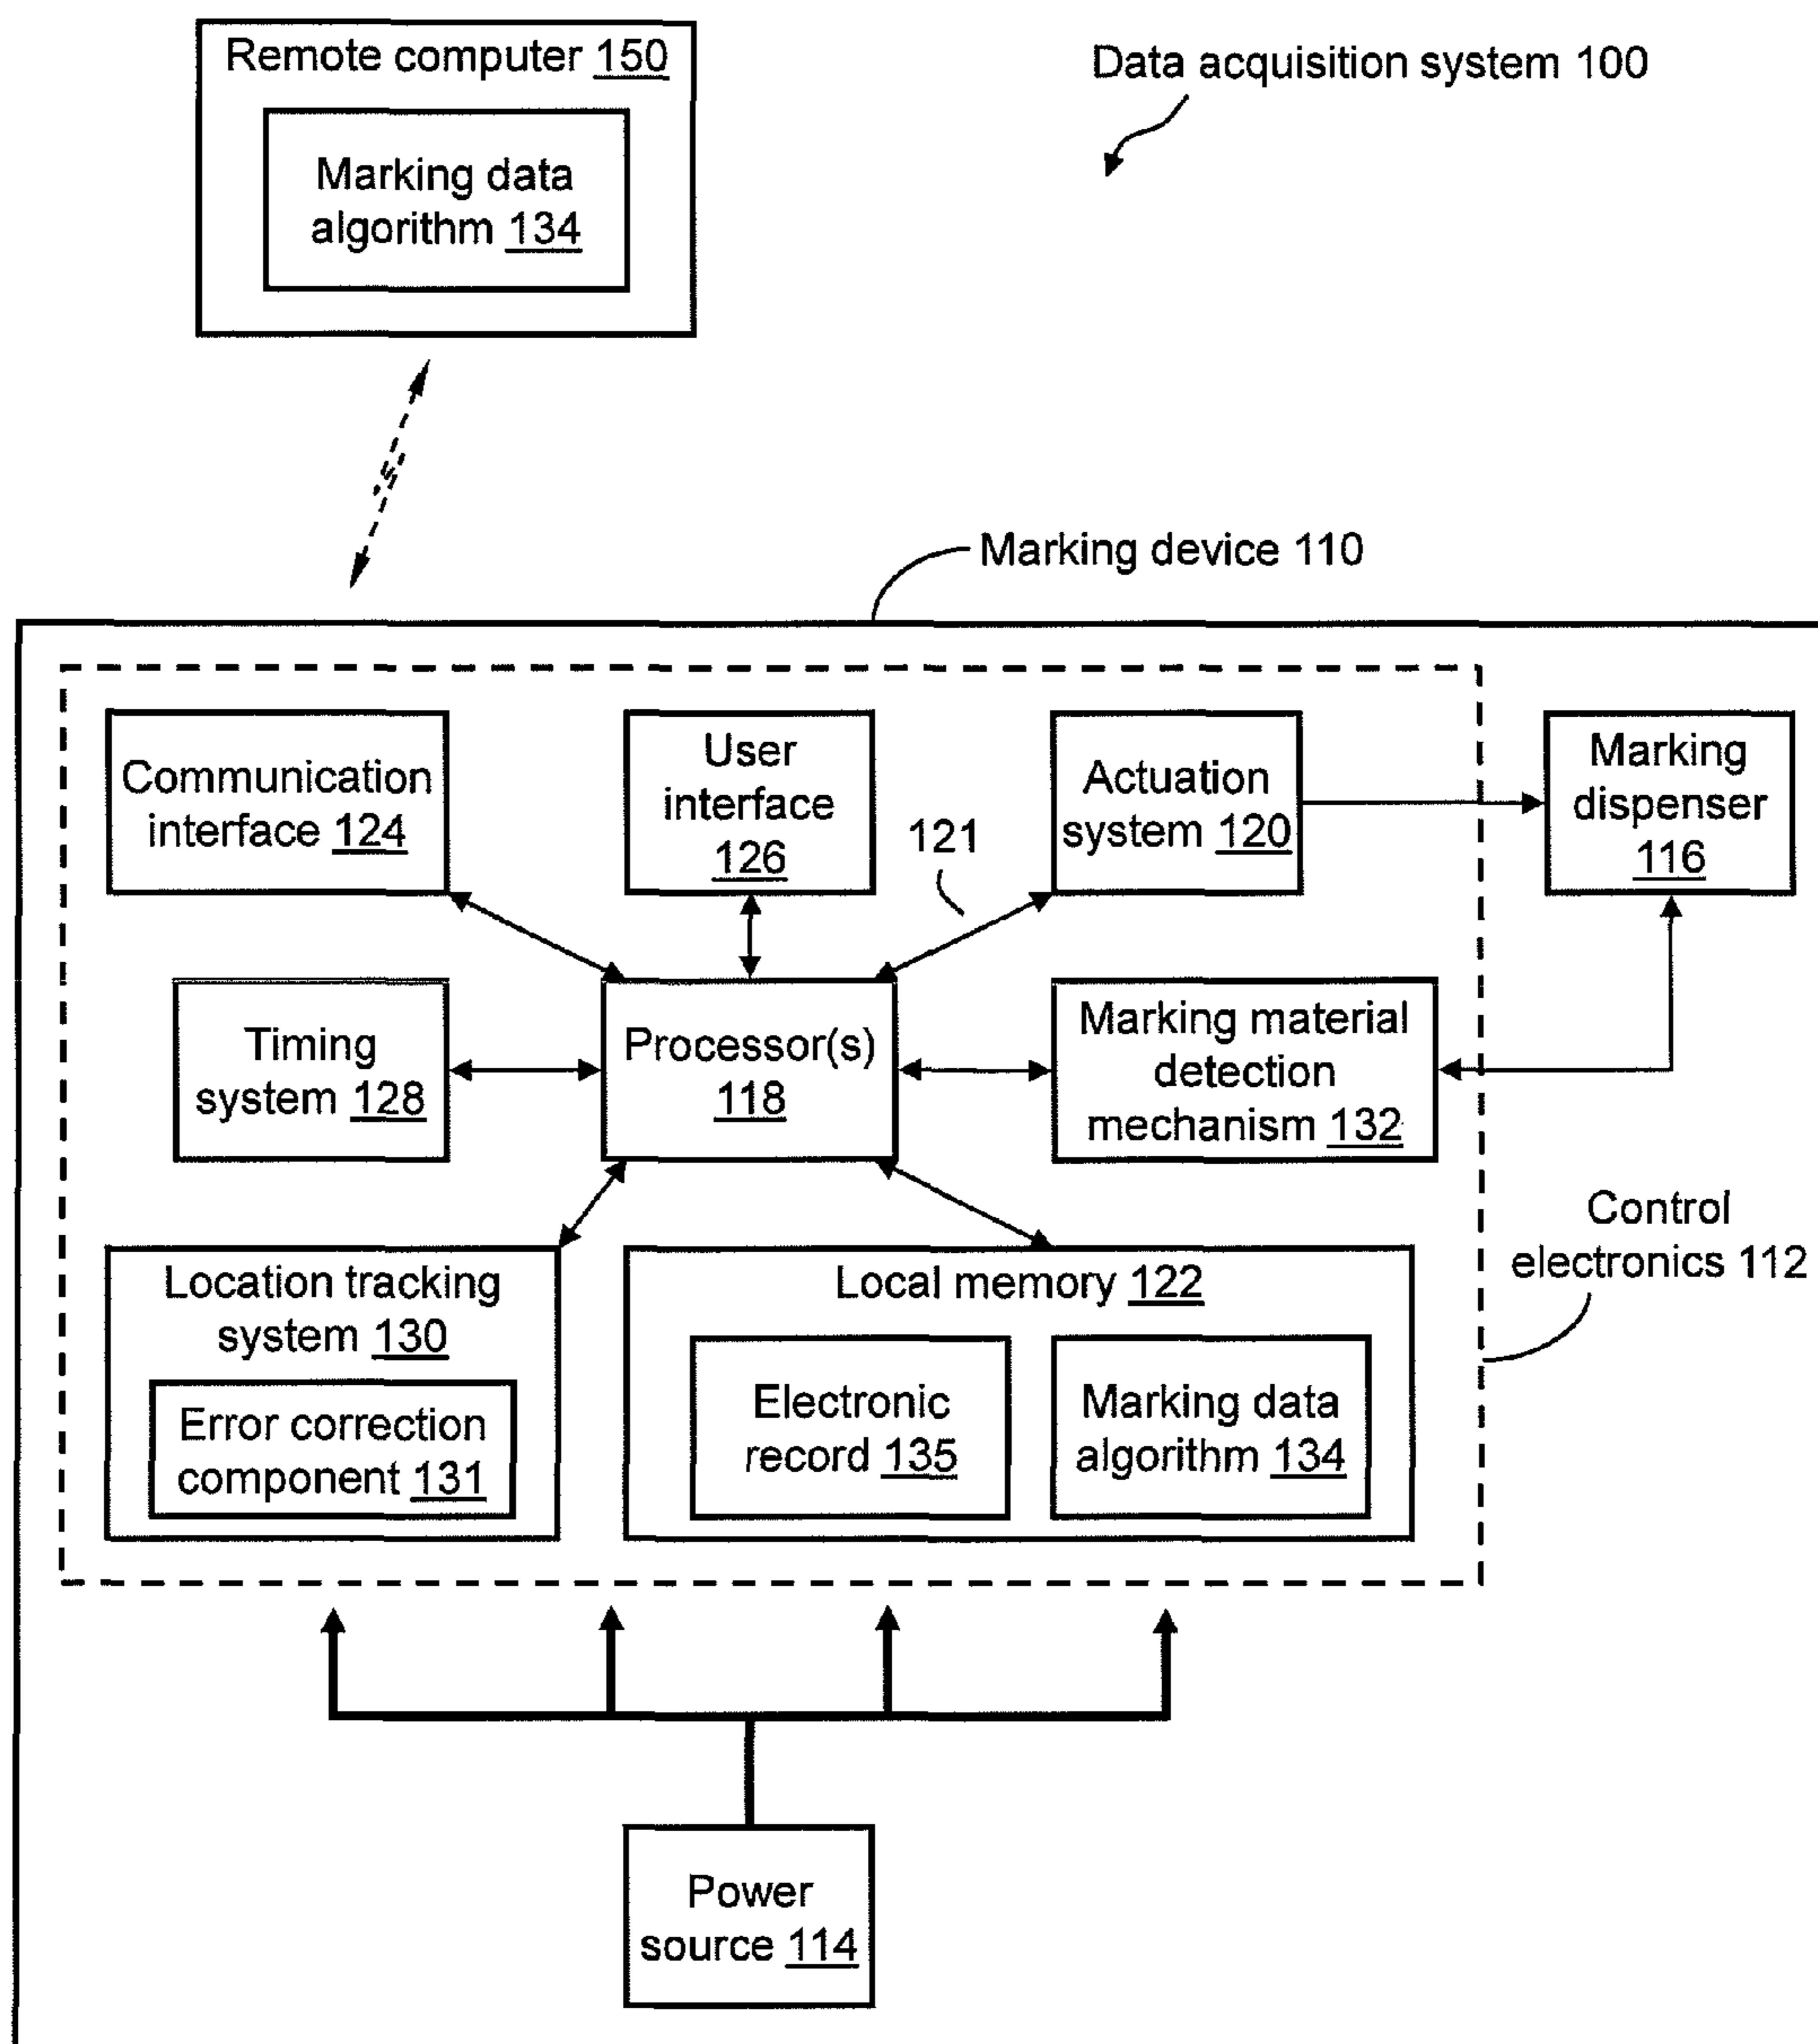 Remote computer 150
Marking data
algorithm 134
Data acquisition system 100
Marking device 110
Communication
interface 124
User
interface
126
Actuation
system 120
Marking
dispenser
116
121
Timing
system 128
Processor(s)
118
Marking material
detection
mechanism 132
Control
electronics 112
Location tracking
system 130
Error correction
component 131
Local memory 122
Electronic
record 135
Marking data
algorithm 134
Power
source 114